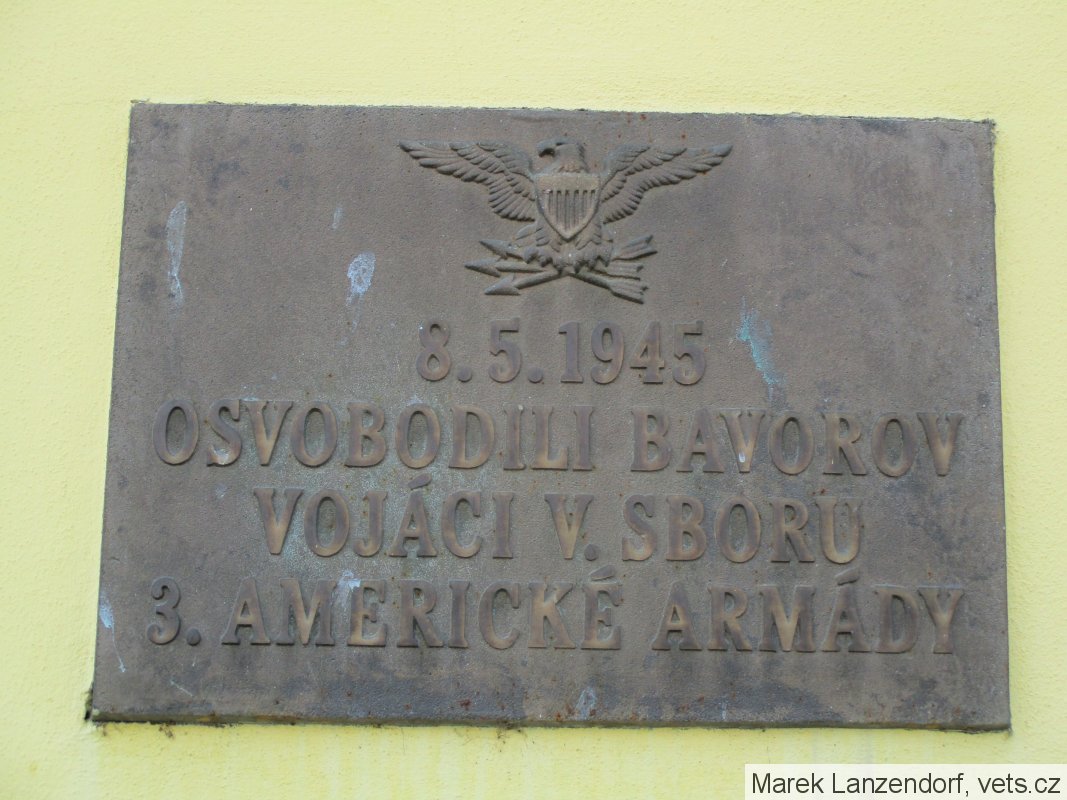 8. 5. 1945
OSVOBODILI BAVOROV
VOJÁCI V. SBORU
3. AMERICKÉ ARMÁDY
Marek Lanzendorf, vets.cz